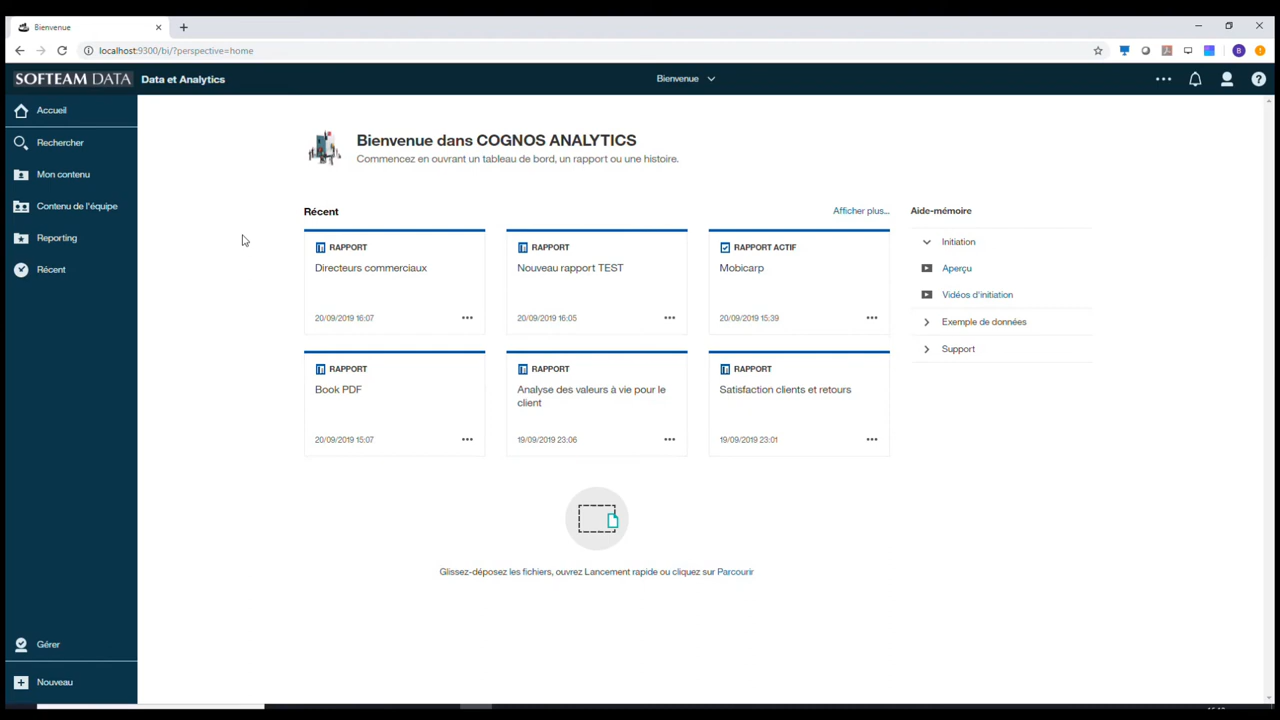 Bienvenue
localhost:9300/bi/?perspective=home
B
SOFTEAM DATA Data et Analytics
Bienvenue
Accueil
Rechercher
Mon contenu
Contenu de l'équipe
Reporting
Récent
Gérer
Nouveau
Bienvenue dans COGNOS ANALYTICS
Commencez en ouvrant un tableau de bord, un rapport ou une histoire.
Récent
Afficher plus...
RAPPORT
Directeurs commerciaux
20/09/2019 16:07
RAPPORT
Nouveau rapport TEST
20/09/2019 16:05
RAPPORT ACTIF
Mobicarp
20/09/2019 15:39
RAPPORT
Book PDF
20/09/2019 15:07
RAPPORT
Analyse des valeurs à vie pour le
client
19/09/2019 23:06
RAPPORT
Satisfaction clients et retours
19/09/2019 23:01
Glissez-déposez les fichiers, ouvrez Lancement rapide ou cliquez sur Parcourir
Aide-mémoire
Initiation
Aperçu
Vidéos d'initiation
Exemple de données
Support